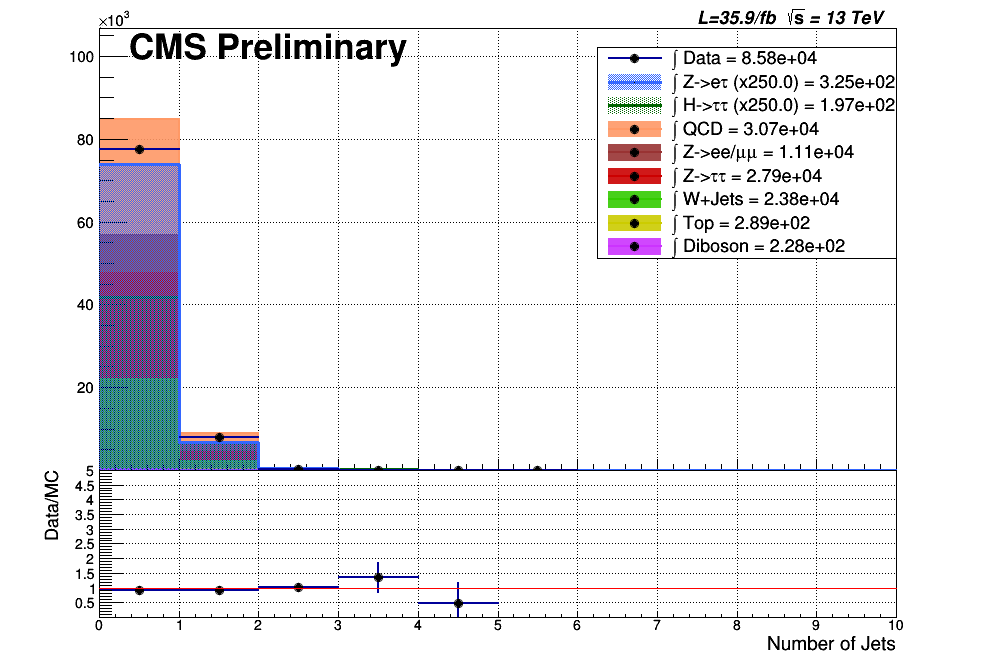 ×10³
L=35.9/fb √s = 13 TeV
CMS Preliminary
100
80
60
40
20
∫ Data = 8.58e+04
∫ Z->eτ (x250.0) = 3.25e+02
∫ H->ττ (x250.0) = 1.97e+02
∫ QCD = 3.07e+04
∫ Z->ee/μμ = 1.11e+04
∫ Z->ττ = 2.79e+04
∫ W+Jets = 2.38e+04
∫ Top = 2.89e+02
∫ Diboson = 2.28e+02
Data/MC
5
4.5
4
3.5
3
2.5
2
1.5
1
0.5
0 1 2 3 4 5 6 7 8 9 10
Number of Jets